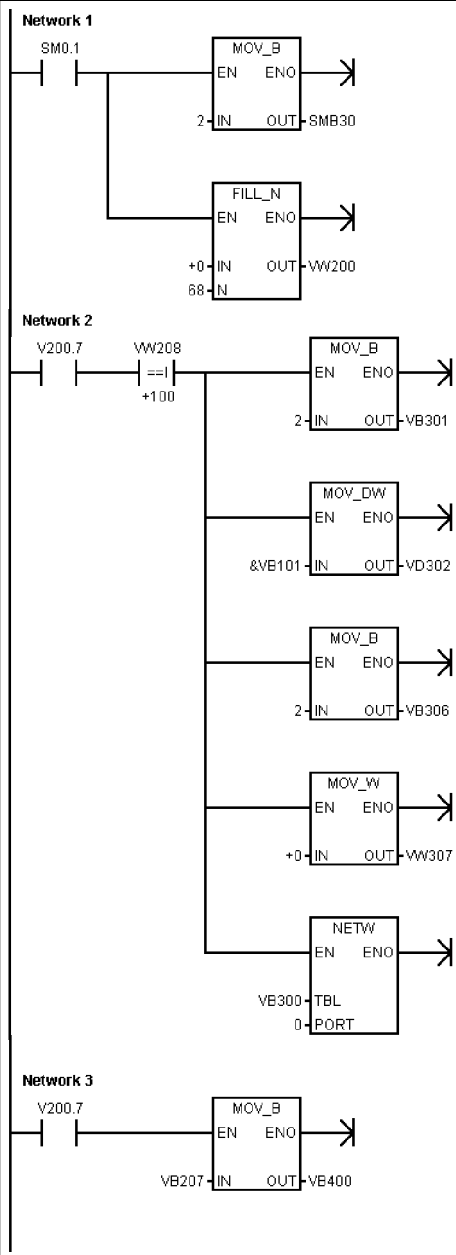 Network 1
SM0.1
MOV_B
EN ENO
2 IN OUT SMB30
FILL_N
EN ENO
+0 IN OUT VW200
68 N
Network 2
V200.7 VW208 MOV_B
==I EN ENO
+100
2 IN OUT VB301
MOV_DW
EN ENO
&VB101 IN OUT VD302
MOV_B
EN ENO
2 IN OUT VB306
MOV_W
EN ENO
+0 IN OUT VW307
NETW
EN ENO
VB300 TBL
0 PORT
Network 3
V200.7 MOV_B
EN ENO
VB207 IN OUT VB400